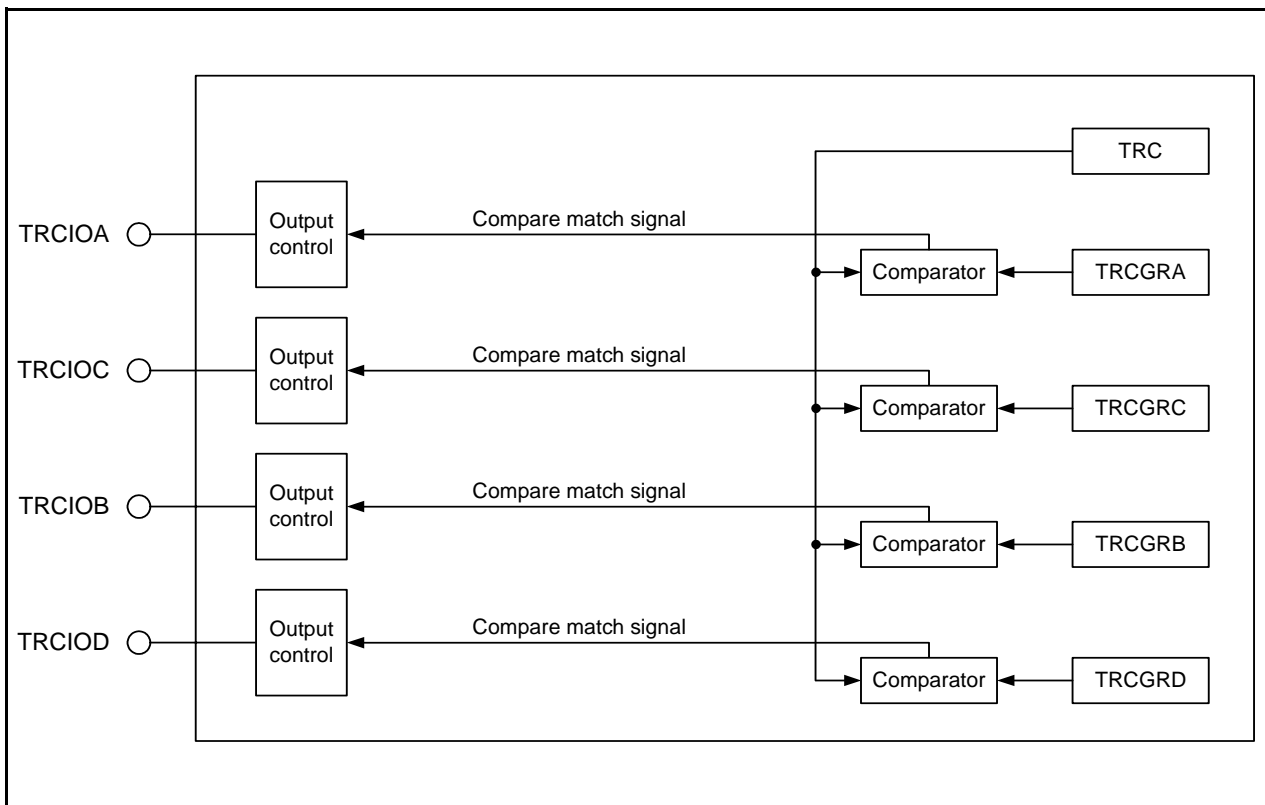 TRC
TRCIOA
Output
control
Compare match signal
Comparator
TRCGRA
TRCIOC
Output
control
Compare match signal
Comparator
TRCGRC
TRCIOB
Output
control
Compare match signal
Comparator
TRCGRB
TRCIOD
Output
control
Compare match signal
Comparator
TRCGRD